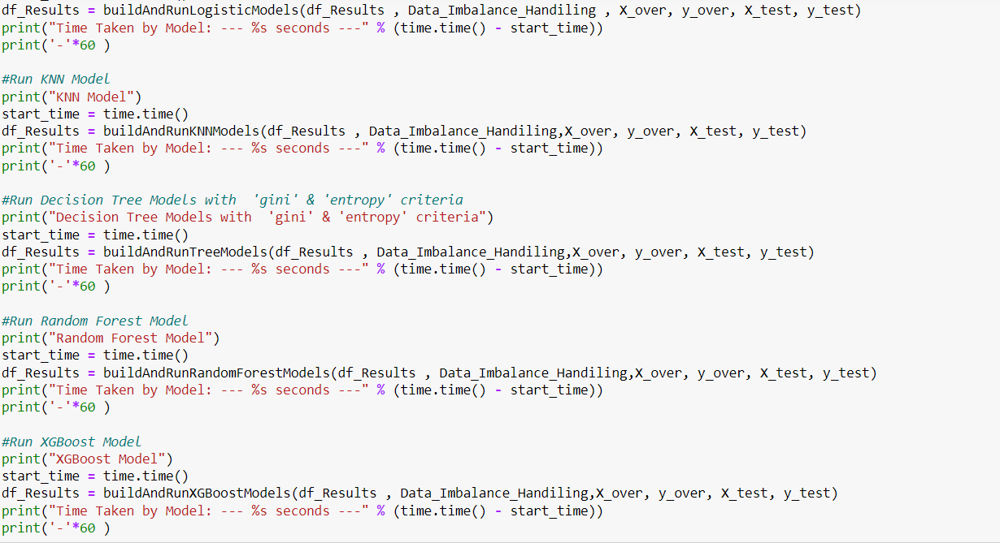 df_Results = buildAndRunLogisticModels(df_Results , Data_Imbalance_Handiling , X_over, y_over, X_test, y_test)
print("Time Taken by Model: --- %s seconds ---" % (time.time() - start_time))
print('-'*60 )

#Run KNN Model
print("KNN Model")
start_time = time.time()
df_Results = buildAndRunKNNModels(df_Results , Data_Imbalance_Handiling,X_over, y_over, X_test, y_test)
print("Time Taken by Model: --- %s seconds ---" % (time.time() - start_time))
print('-'*60 )

#Run Decision Tree Models with  'gini' & 'entropy' criteria
print("Decision Tree Models with  'gini' & 'entropy' criteria")
start_time = time.time()
df_Results = buildAndRunTreeModels(df_Results , Data_Imbalance_Handiling,X_over, y_over, X_test, y_test)
print("Time Taken by Model: --- %s seconds ---" % (time.time() - start_time))
print('-'*60 )

#Run Random Forest Model
print("Random Forest Model")
start_time = time.time()
df_Results = buildAndRunRandomForestModels(df_Results , Data_Imbalance_Handiling,X_over, y_over, X_test, y_test)
print("Time Taken by Model: --- %s seconds ---" % (time.time() - start_time))
print('-'*60 )

#Run XGBoost Model
print("XGBoost Model")
start_time = time.time()
df_Results = buildAndRunXGBoostModels(df_Results , Data_Imbalance_Handiling,X_over, y_over, X_test, y_test)
print("Time Taken by Model: --- %s seconds ---" % (time.time() - start_time))
print('-'*60 )